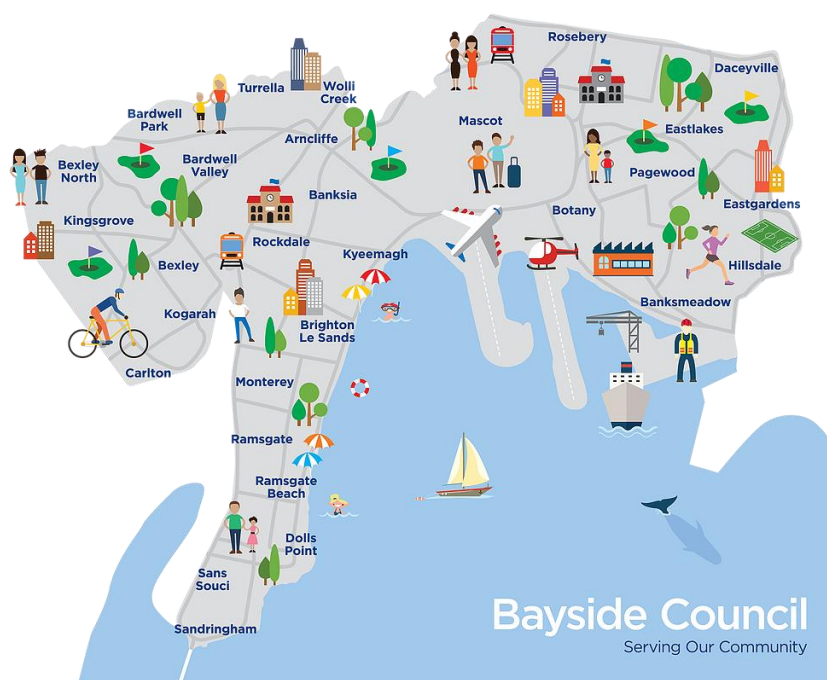 Rosebery
Daceyville
Turrella
Wolli
Creek
Bardwell
Park
Mascot
Eastlakes
Arncliffe
Bexley
North
Bardwell
Valley
Pagewood
Banksia
Eastgardens
Kingsgrove
Botany
Rockdale
Kyeemagh
Bexley
Hillsdale
Banksmeadow
Kogarah
Brighton
Le Sands
Carlton
Monterey
Ramsgate
Ramsgate
Beach
Dolls
Point
Sans
Souci
Sandringham
Bayside Council
Serving Our Community